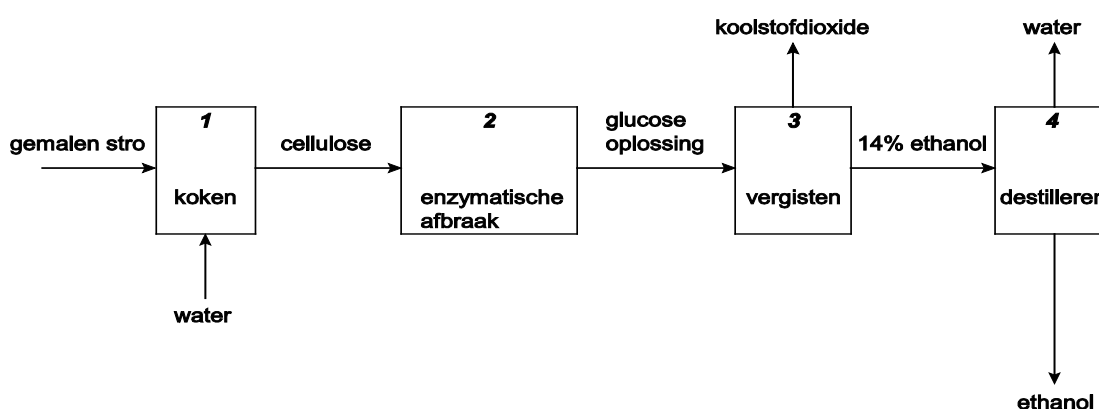 koolstofdioxide
water
1
2
3
4
gemalen stro
cellulose
glucose
oplossing
14% ethanol
koken
enzymatische
afbraak
vergisten
destilleren
water
ethanol